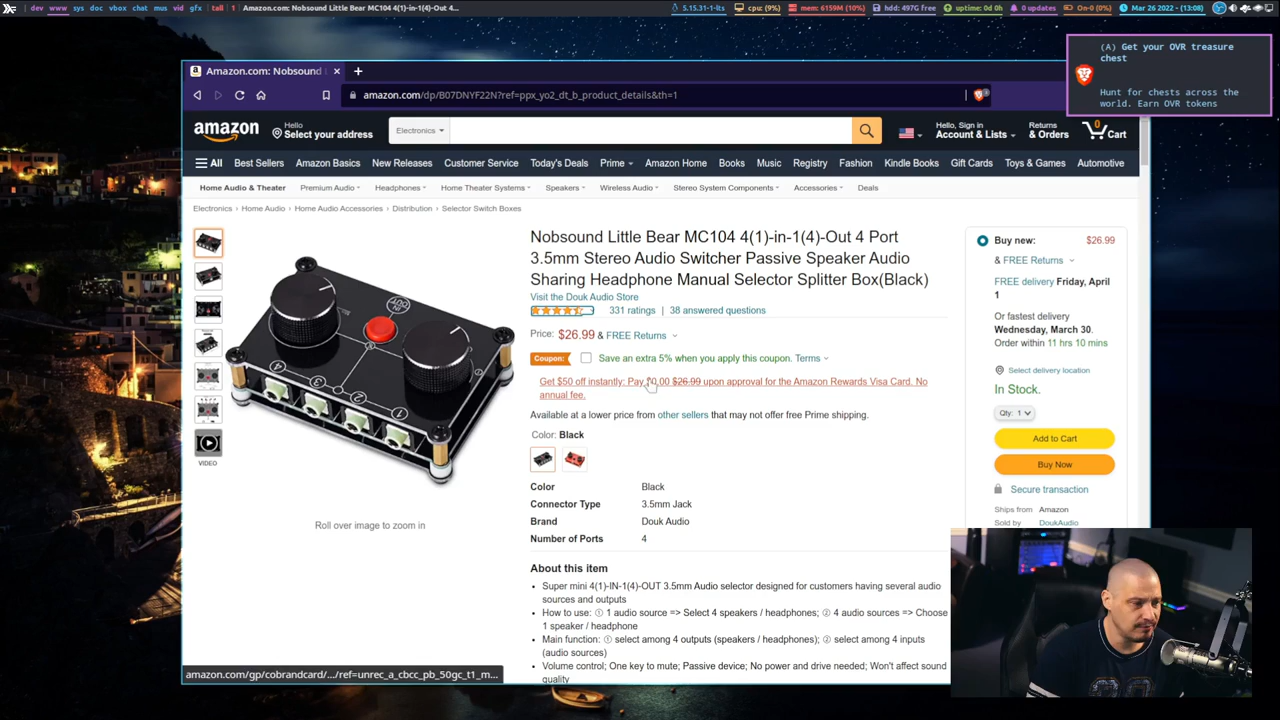 dev www sys doc vbox chat mus vid gfx tall 1 Amazon.com: Nobsound Little Bear MC104 4(1)-in-1(4)-Out 4... 5.15.31-1-lts cpu: (9%) mem: 6159M (10%) hdd: 497G free uptime: 0d 0h 0 updates On-0 (0%) Mar 26 2022 - (13:08)
(A) Get your OVR treasure
chest
Hunt for chests across the
world. Earn OVR tokens
Amazon.com: Nobsound
amazon.com/dp/B07DNYF22N?ref=ppx_yo2_dt_b_product_details&th=1
amazon Hello Select your address Electronics Hello, Sign in Account & Lists Returns & Orders 0 Cart
All Best Sellers Amazon Basics New Releases Customer Service Today's Deals Prime Amazon Home Books Music Registry Fashion Kindle Books Gift Cards Toys & Games Automotive
Home Audio & Theater Premium Audio Headphones Home Theater Systems Speakers Wireless Audio Stereo System Components Accessories Deals
Electronics › Home Audio › Home Audio Accessories › Distribution › Selector Switch Boxes
Nobsound Little Bear MC104 4(1)-in-1(4)-Out 4 Port
3.5mm Stereo Audio Switcher Passive Speaker Audio
Sharing Headphone Manual Selector Splitter Box(Black)
Visit the Douk Audio Store
331 ratings | 38 answered questions
Price: $26.99 & FREE Returns
Coupon: Save an extra 5% when you apply this coupon. Terms
Get $50 off instantly: Pay $0.00 $26.99 upon approval for the Amazon Rewards Visa Card. No
annual fee.
Available at a lower price from other sellers that may not offer free Prime shipping.
Color: Black
Color Black
Connector Type 3.5mm Jack
Brand Douk Audio
Number of Ports 4
About this item
• Super mini 4(1)-IN-1(4)-OUT 3.5mm Audio selector designed for customers having several audio
sources and outputs
• How to use: ① 1 audio source => Select 4 speakers / headphones; ② 4 audio sources => Choose
1 speaker / headphone
• Main function: ① select among 4 outputs (speakers / headphones); ② select among 4 inputs
(audio sources)
• Volume control; One key to mute; Passive device; No power and drive needed; Won't affect sound
quality
4 3 2 1
VIDEO
Roll over image to zoom in
Buy new: $26.99
& FREE Returns
FREE delivery Friday, April
1
Or fastest delivery
Wednesday, March 30.
Order within 11 hrs 10 mins
Select delivery location
In Stock.
Qty: 1
Add to Cart
Buy Now
Secure transaction
Ships from Amazon
Sold by DoukAudio
amazon.com/gp/cobrandcard/.../ref=unrec_a_cbcc_pb_50gc_t1_m...